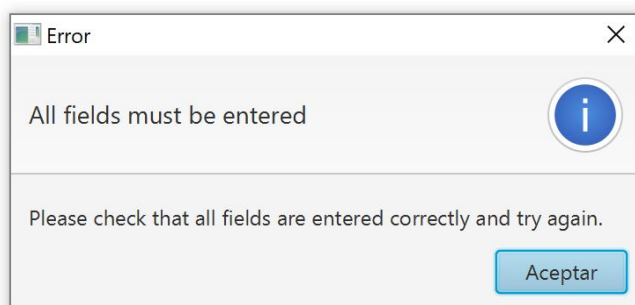 Error
All fields must be entered
Please check that all fields are entered correctly and try again.
Aceptar